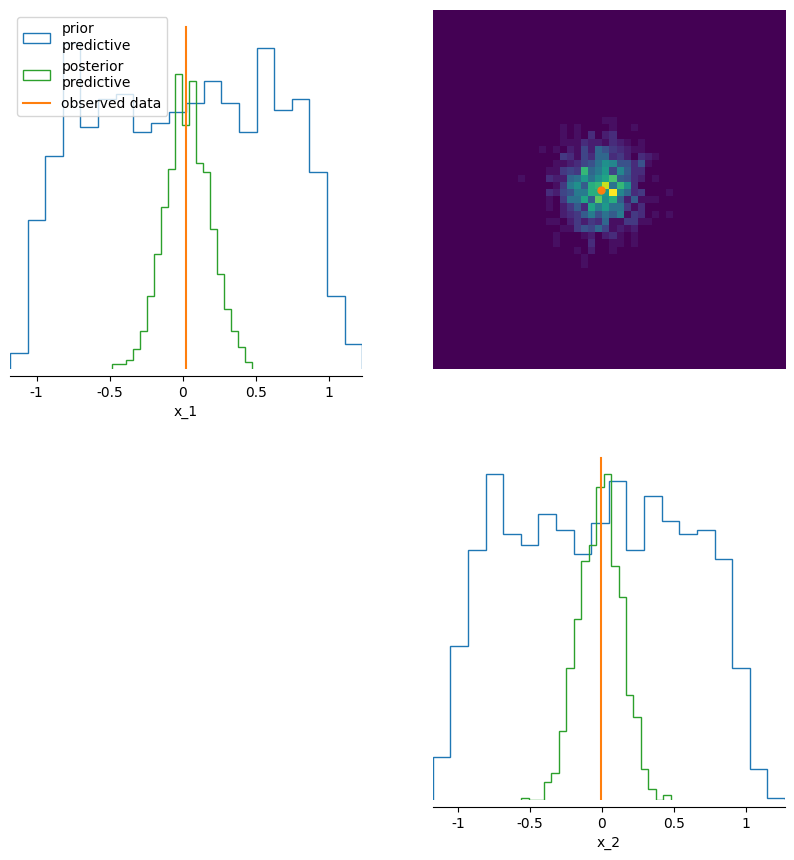 prior
predictive
posterior
predictive
observed data
-1 -0.5 0 0.5 1
x_1
-1 -0.5 0 0.5 1
x_2